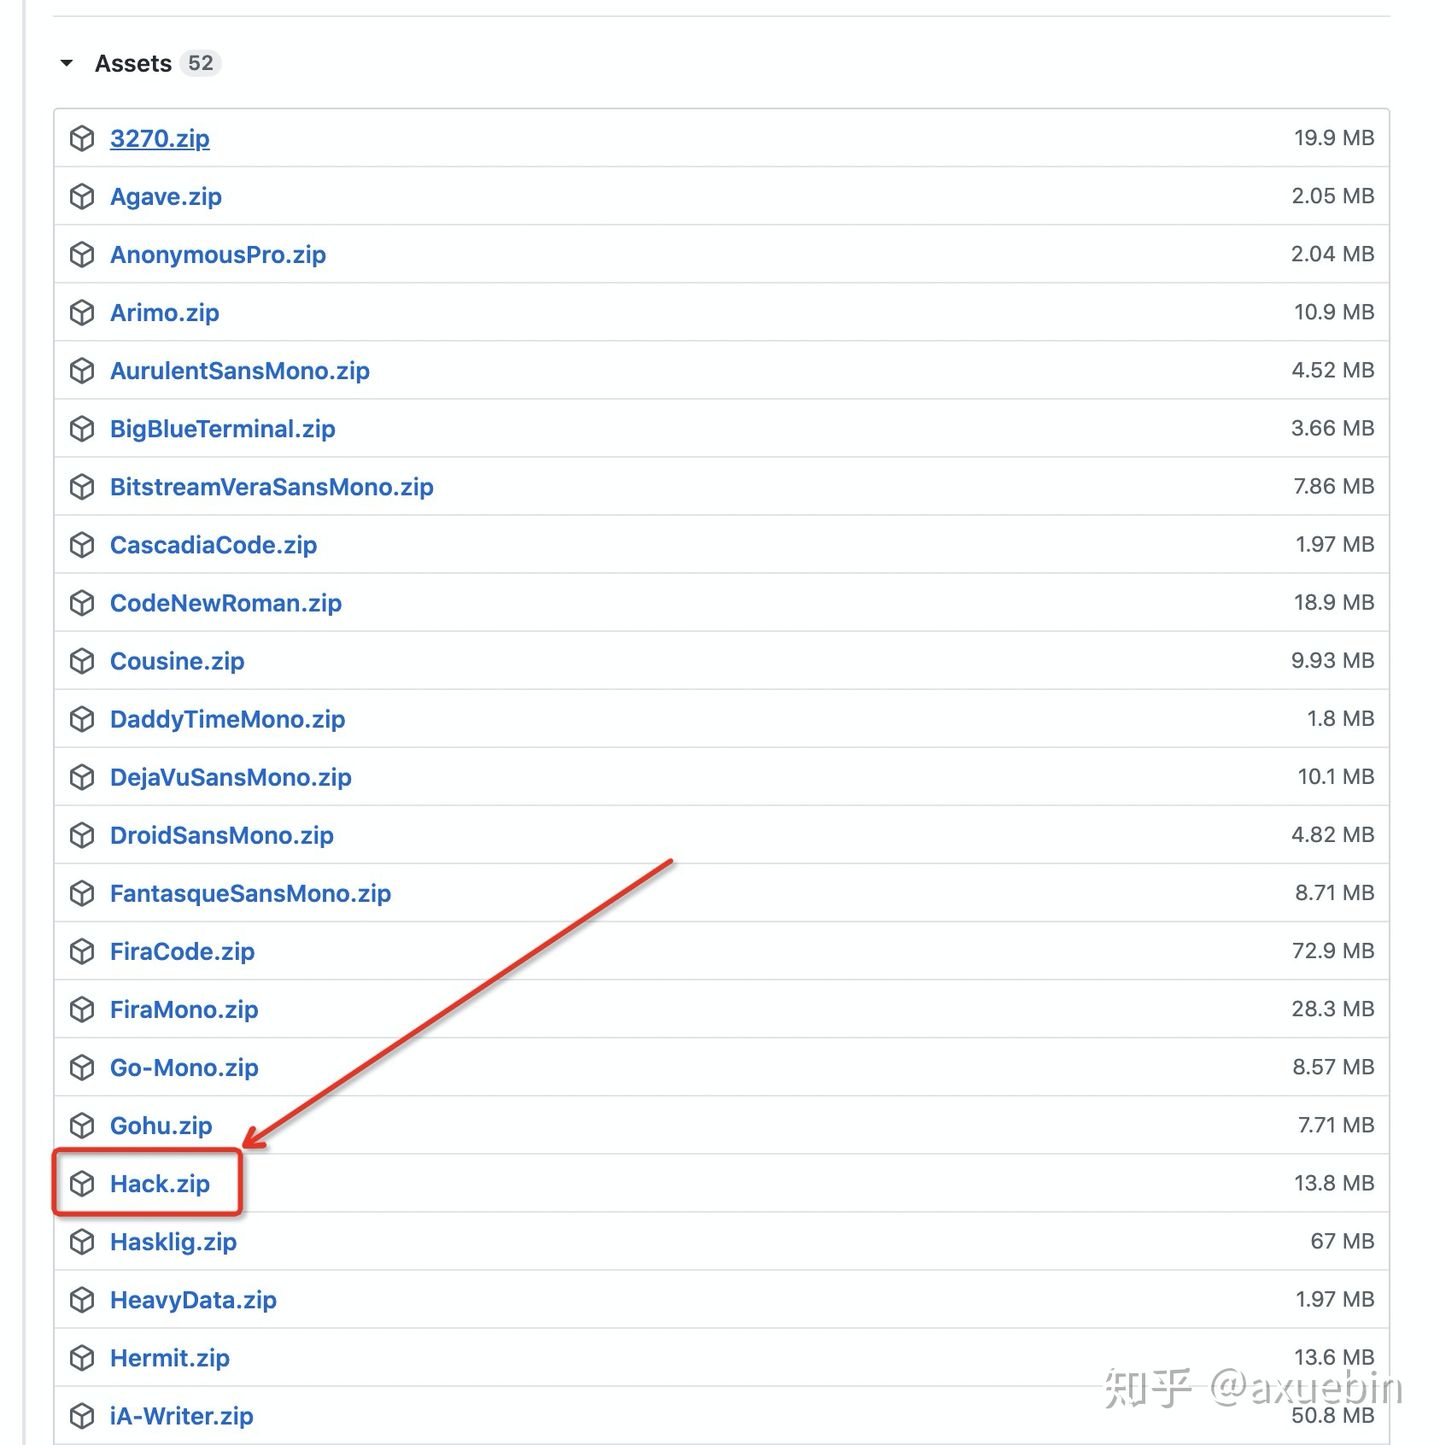 Assets 52
3270.zip 19.9 MB
Agave.zip 2.05 MB
AnonymousPro.zip 2.04 MB
Arimo.zip 10.9 MB
AurulentSansMono.zip 4.52 MB
BigBlueTerminal.zip 3.66 MB
BitstreamVeraSansMono.zip 7.86 MB
CascadiaCode.zip 1.97 MB
CodeNewRoman.zip 18.9 MB
Cousine.zip 9.93 MB
DaddyTimeMono.zip 1.8 MB
DejaVuSansMono.zip 10.1 MB
DroidSansMono.zip 4.82 MB
FantasqueSansMono.zip 8.71 MB
FiraCode.zip 72.9 MB
FiraMono.zip 28.3 MB
Go-Mono.zip 8.57 MB
Gohu.zip 7.71 MB
Hack.zip 13.8 MB
Hasklig.zip 67 MB
HeavyData.zip 1.97 MB
Hermit.zip 13.6 MB
知乎 @axuebin
iA-Writer.zip 50.8 MB